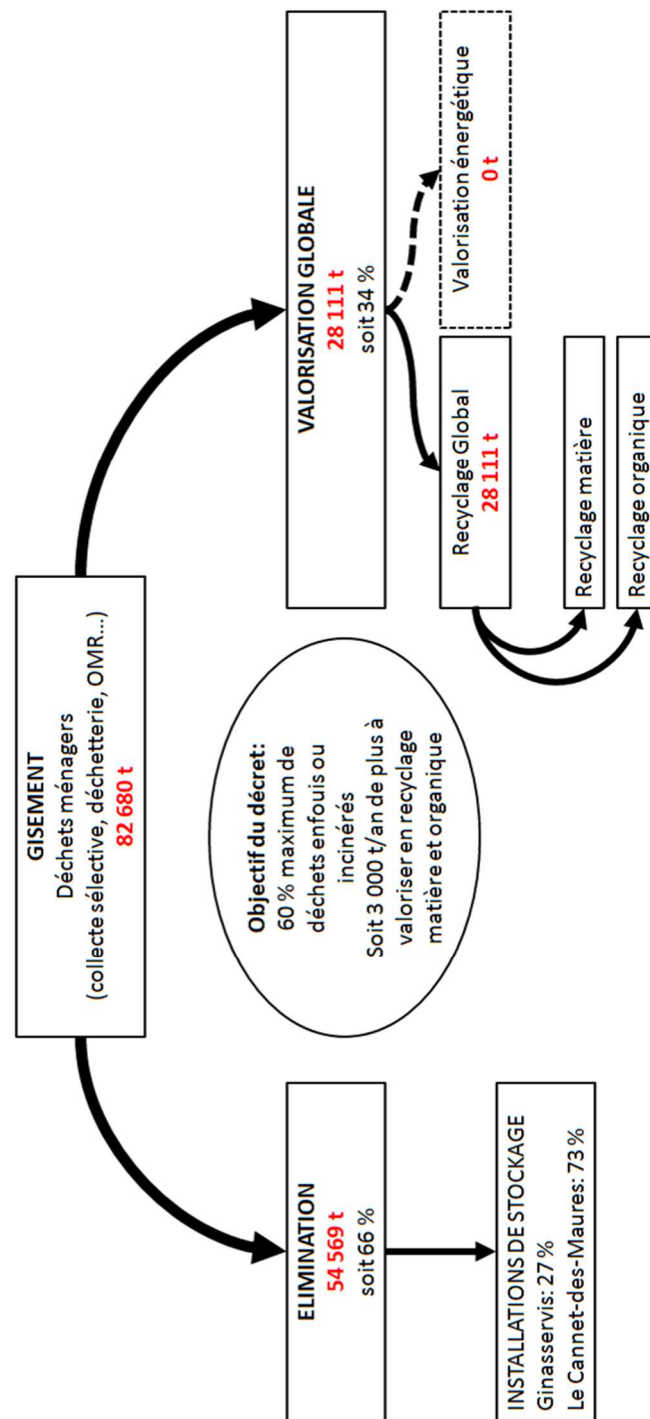 GISEMENT
Déchets ménagers
(collecte sélective, déchetterie, OMR...)
82 680 t
ELIMINATION
54 569 t
soit 66 %
Objectif du décret:
60 % maximum de
déchets enfouis ou
incinérés
Soit 3 000 t/an de plus à
valoriser en recyclage
matière et organique
VALORISATION GLOBALE
28 111 t
soit 34 %
INSTALLATIONS DE STOCKAGE
Ginasservis: 27 %
Le Cannet-des-Maures: 73 %
Recyclage Global
28 111 t
Valorisation énergétique
0 t
Recyclage matière
Recyclage organique